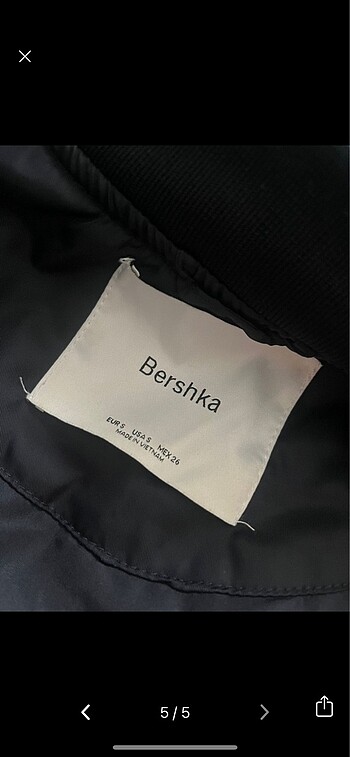 Bershka
EUR S USA S MEX 26
MADE IN VIETNAM
5/5